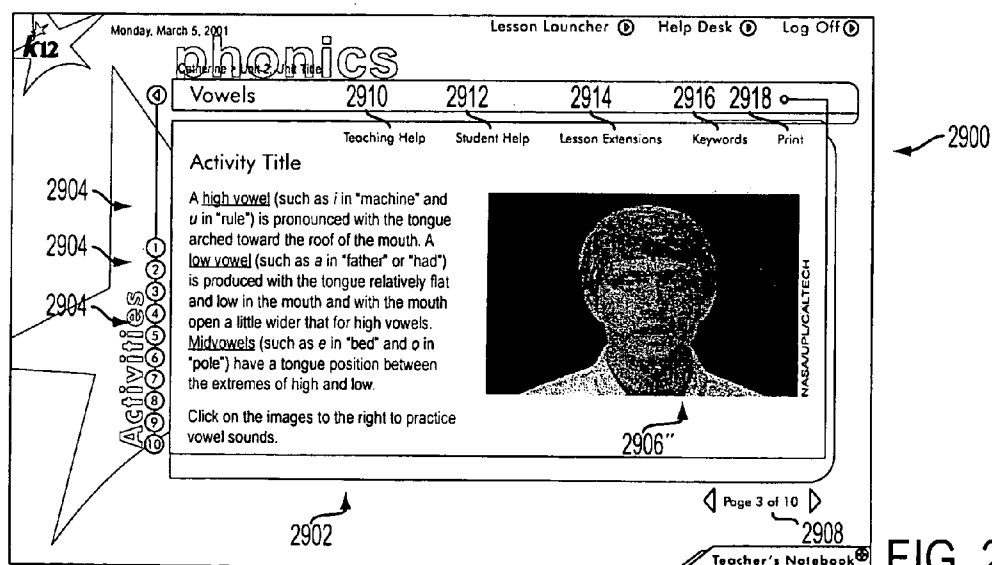 K12
Monday, March 5, 2001
phonics
Lesson Launcher
Help Desk
Log Off
Catherine > Unit 2, Unit Title
Vowels
2910
2912
2914
2916
2918
Teaching Help
Student Help
Lesson Extensions
Keywords
Print
2900
Activity Title
A high vowel (such as i in "machine" and
u in "rule") is pronounced with the tongue
arched toward the roof of the mouth. A
low vowel (such as a in "father" or "had")
is produced with the tongue relatively flat
and low in the mouth and with the mouth
open a little wider that for high vowels.
Midvowels (such as e in "bed" and o in
"pole") have a tongue position between
the extremes of high and low.
Click on the images to the right to practice
vowel sounds.
2904
2904
2904
Activities
1
2
3
4
5
6
7
8
9
10
NASA/UPL/CALTECH
2906"
2902
Page 3 of 10
2908
Teacher's Notebook
FIG. 2